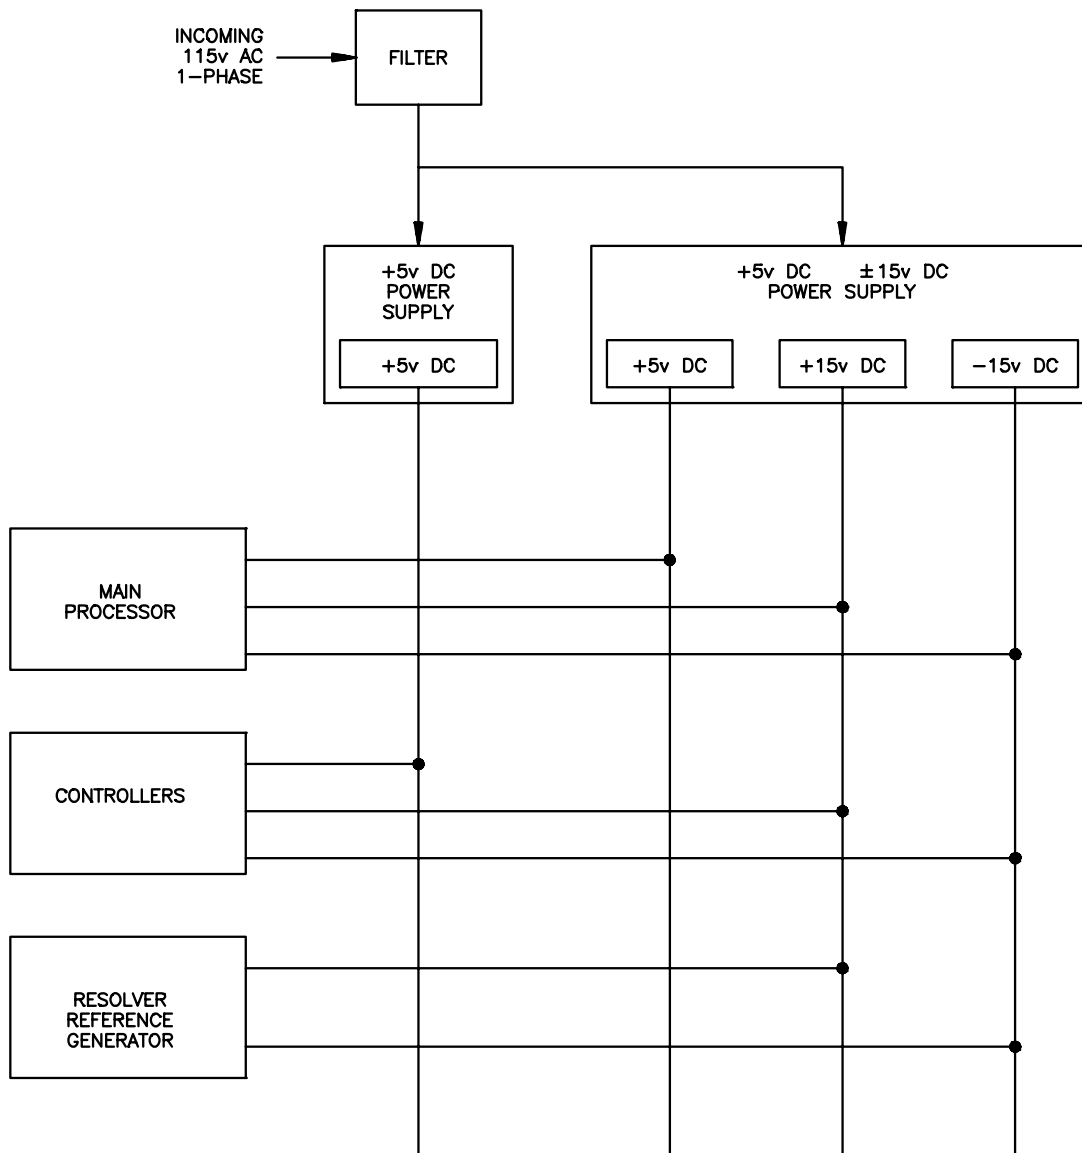 INCOMING
115v AC
1-PHASE
FILTER
+5v DC
POWER
SUPPLY
+5v DC
+5v DC ±15v DC
POWER SUPPLY
+5v DC
+15v DC
-15v DC
MAIN
PROCESSOR
CONTROLLERS
RESOLVER
REFERENCE
GENERATOR